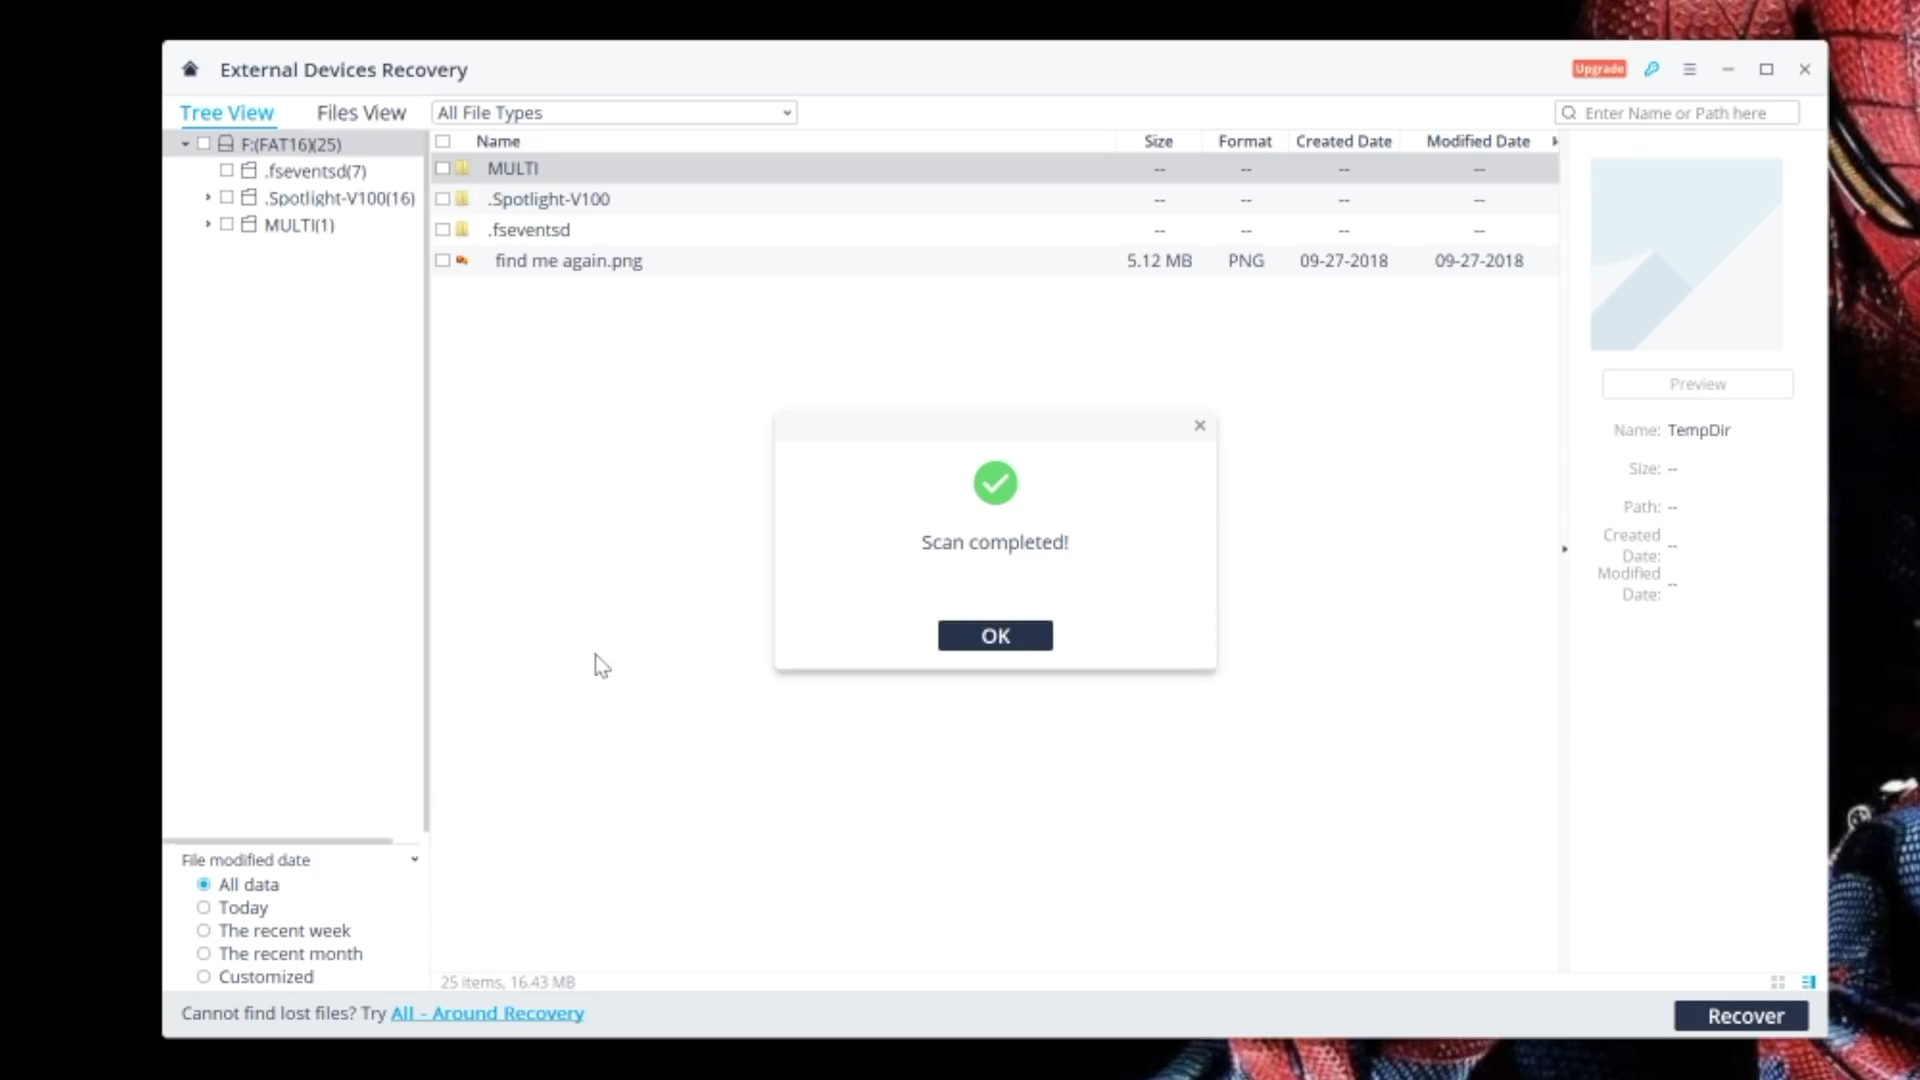 External Devices Recovery
Upgrade
Tree View Files View All File Types
Enter Name or Path here
F:(FAT16)(25)
.fseventsd(7)
.Spotlight-V100(16)
MULTI(1)
Name Size Format Created Date Modified Date
MULTI -- -- -- --
.Spotlight-V100 -- -- -- --
.fseventsd -- -- -- --
find me again.png 5.12 MB PNG 09-27-2018 09-27-2018
Scan completed!
OK
Preview
Name: TempDir
Size: --
Path: --
Created
Date: --
Modified
Date: --
File modified date
All data
Today
The recent week
The recent month
Customized
25 items, 16.43 MB
Cannot find lost files? Try All - Around Recovery
Recover